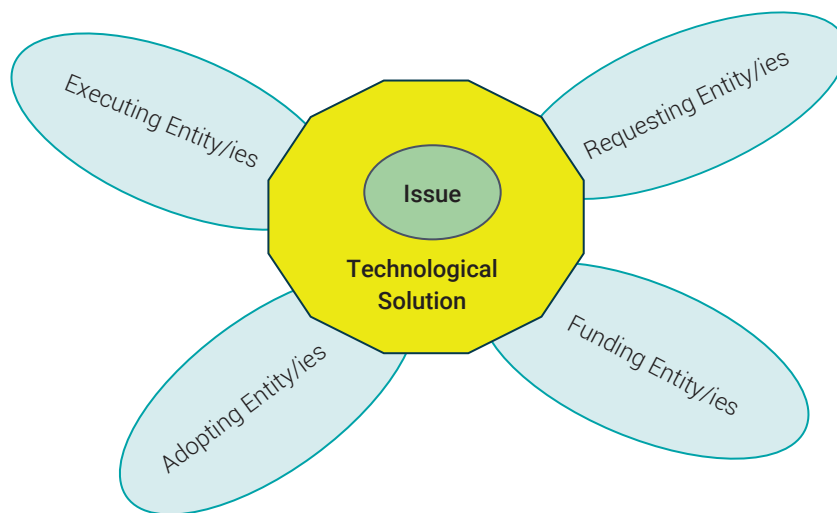 Executing Entity/ies
Requesting Entity/ies
Issue
Technological
Solution
Adopting Entity/ies
Funding Entity/ies